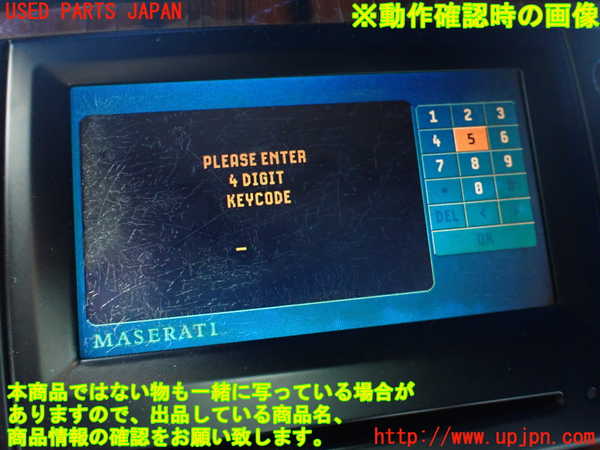 USED PARTS JAPAN
※動作確認時の画像
PLEASE ENTER
4 DIGIT
KEYCODE
_
1 2 3
4 5 6
7 8 9
* 0
DEL <
OK
MASERATI
本商品ではない物も一緒に写っている場合が
ありますので、出品している商品名、
商品情報の確認をお願い致します。
http://www.upjpn.com